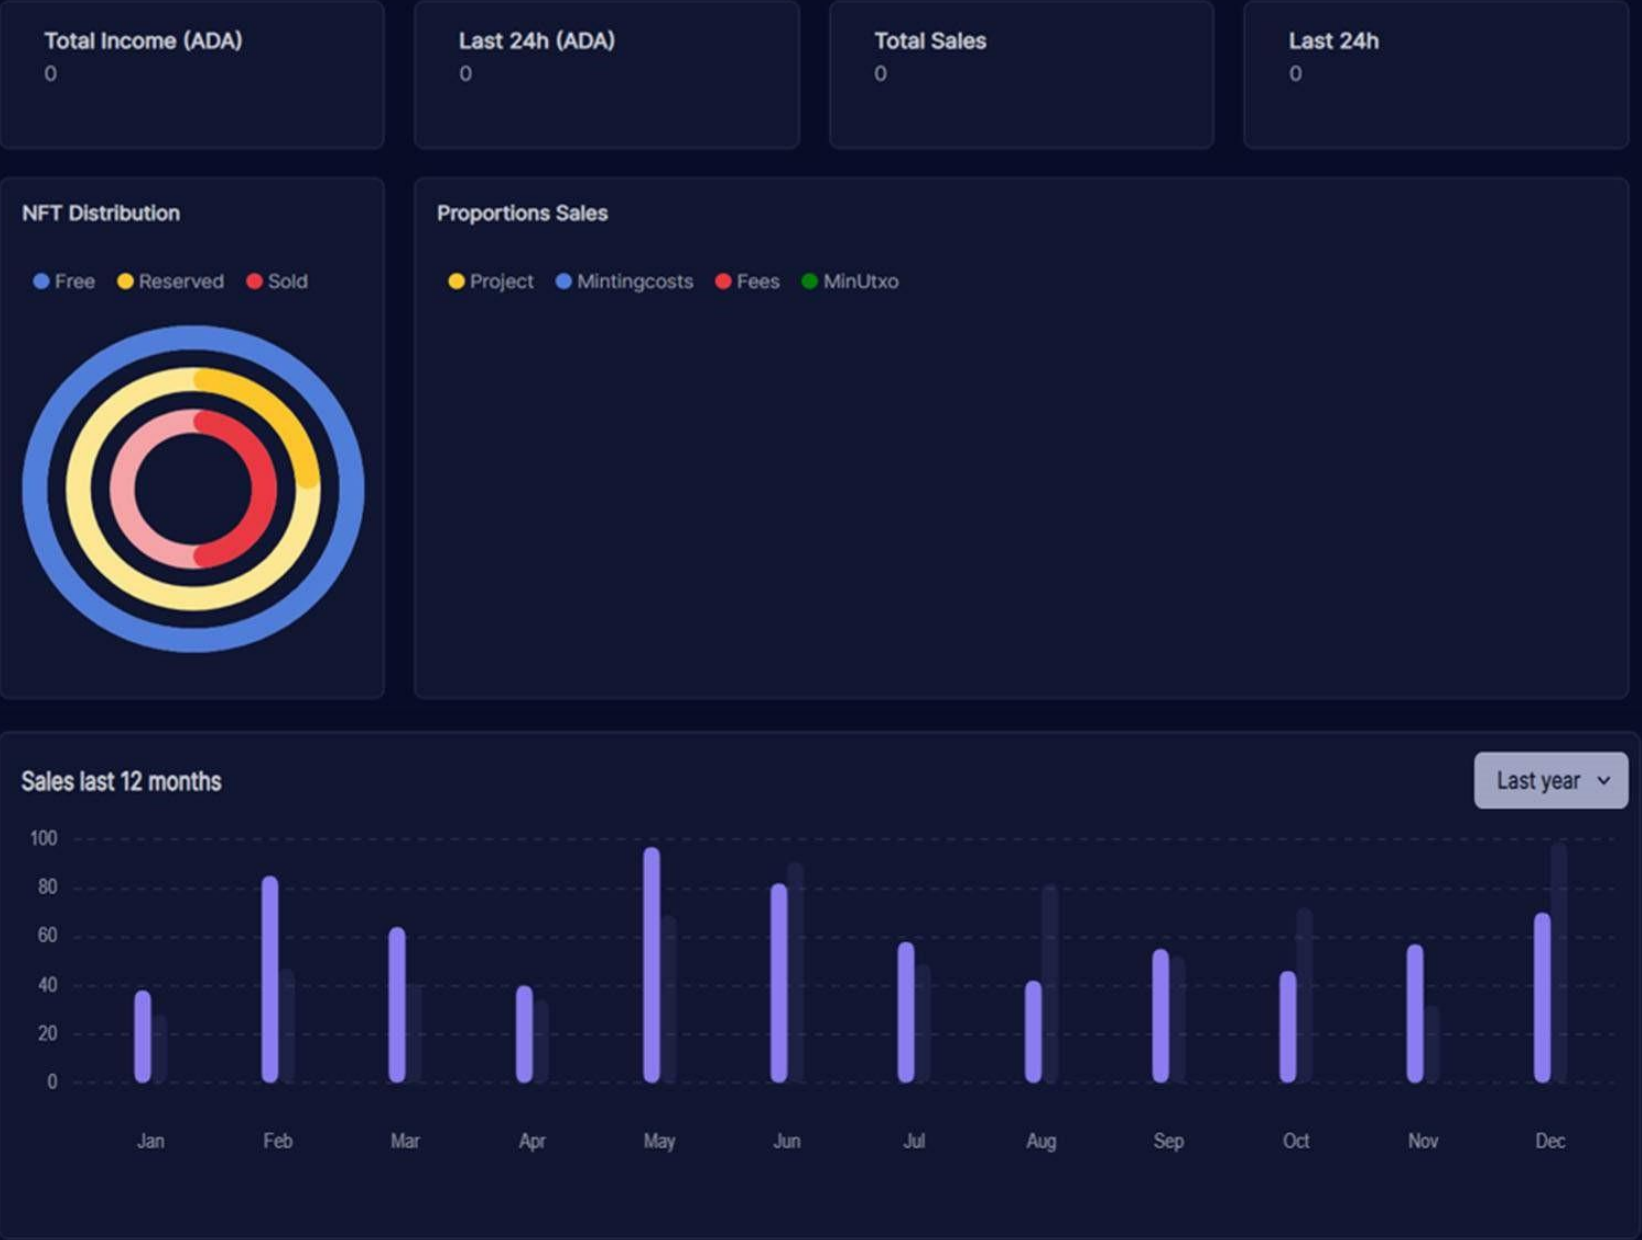 Total Income (ADA)
0
Last 24h (ADA)
0
Total Sales
0
Last 24h
0
NFT Distribution
Free Reserved Sold
Proportions Sales
Project Mintingcosts Fees MinUtxo
Sales last 12 months
Last year
100
80
60
40
20
0
Jan Feb Mar Apr May Jun Jul Aug Sep Oct Nov Dec